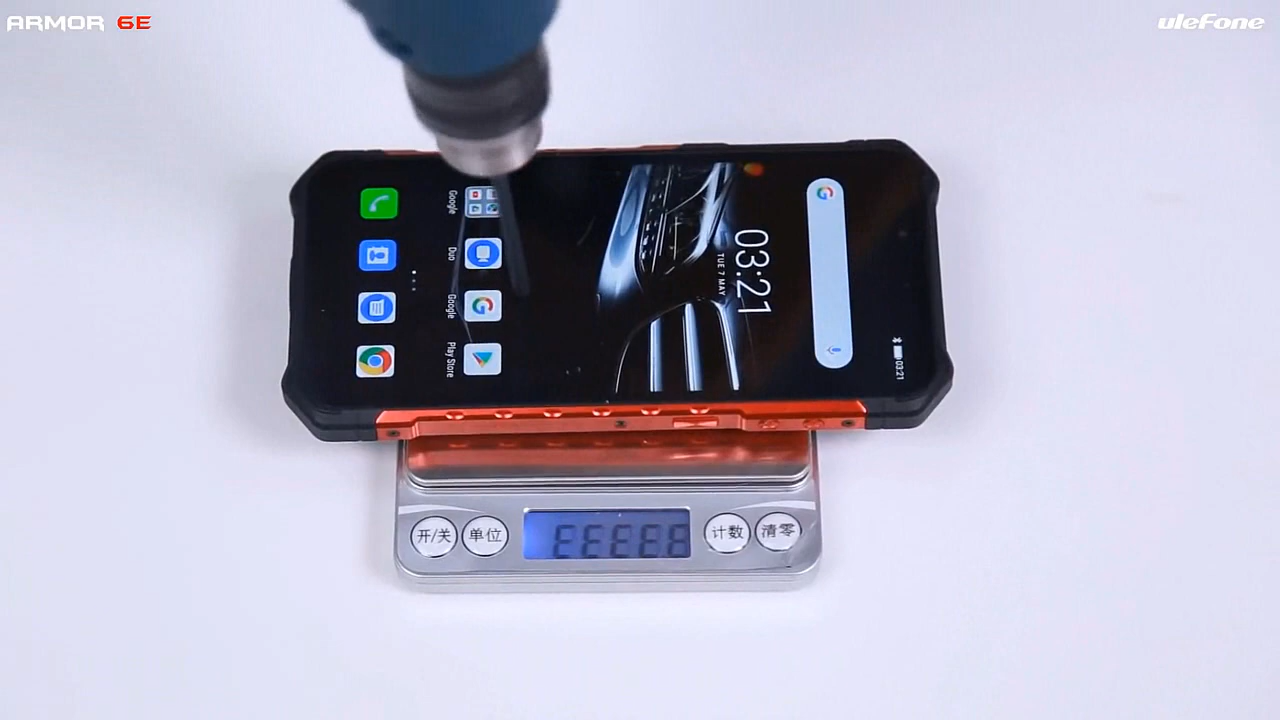 ARMOR 6E
uleFone
Google
Duo
Google
Play Store
03:21
TUE 7 MAY
03:21
开/关
单位
计数
清零